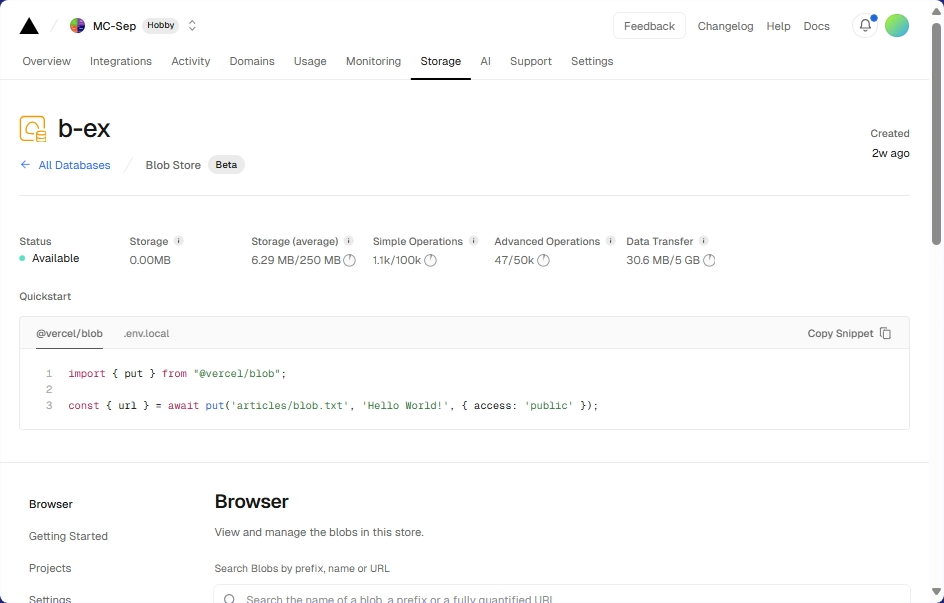 MC-Sep Hobby Feedback Changelog Help Docs
Overview Integrations Activity Domains Usage Monitoring Storage AI Support Settings
b-ex
Created
2w ago
← All Databases / Blob Store Beta
Status Storage Storage (average) Simple Operations Advanced Operations Data Transfer
Available 0.00MB 6.29 MB/250 MB 1.1k/100k 47/50k 30.6 MB/5 GB
Quickstart
@vercel/blob .env.local Copy Snippet
1 import { put } from "@vercel/blob";
2
3 const { url } = await put('articles/blob.txt', 'Hello World!', { access: 'public' });
Browser
Getting Started
Projects
Settings
Browser
View and manage the blobs in this store.
Search Blobs by prefix, name or URL
Search the name of a blob, a prefix or a fully quantified URL